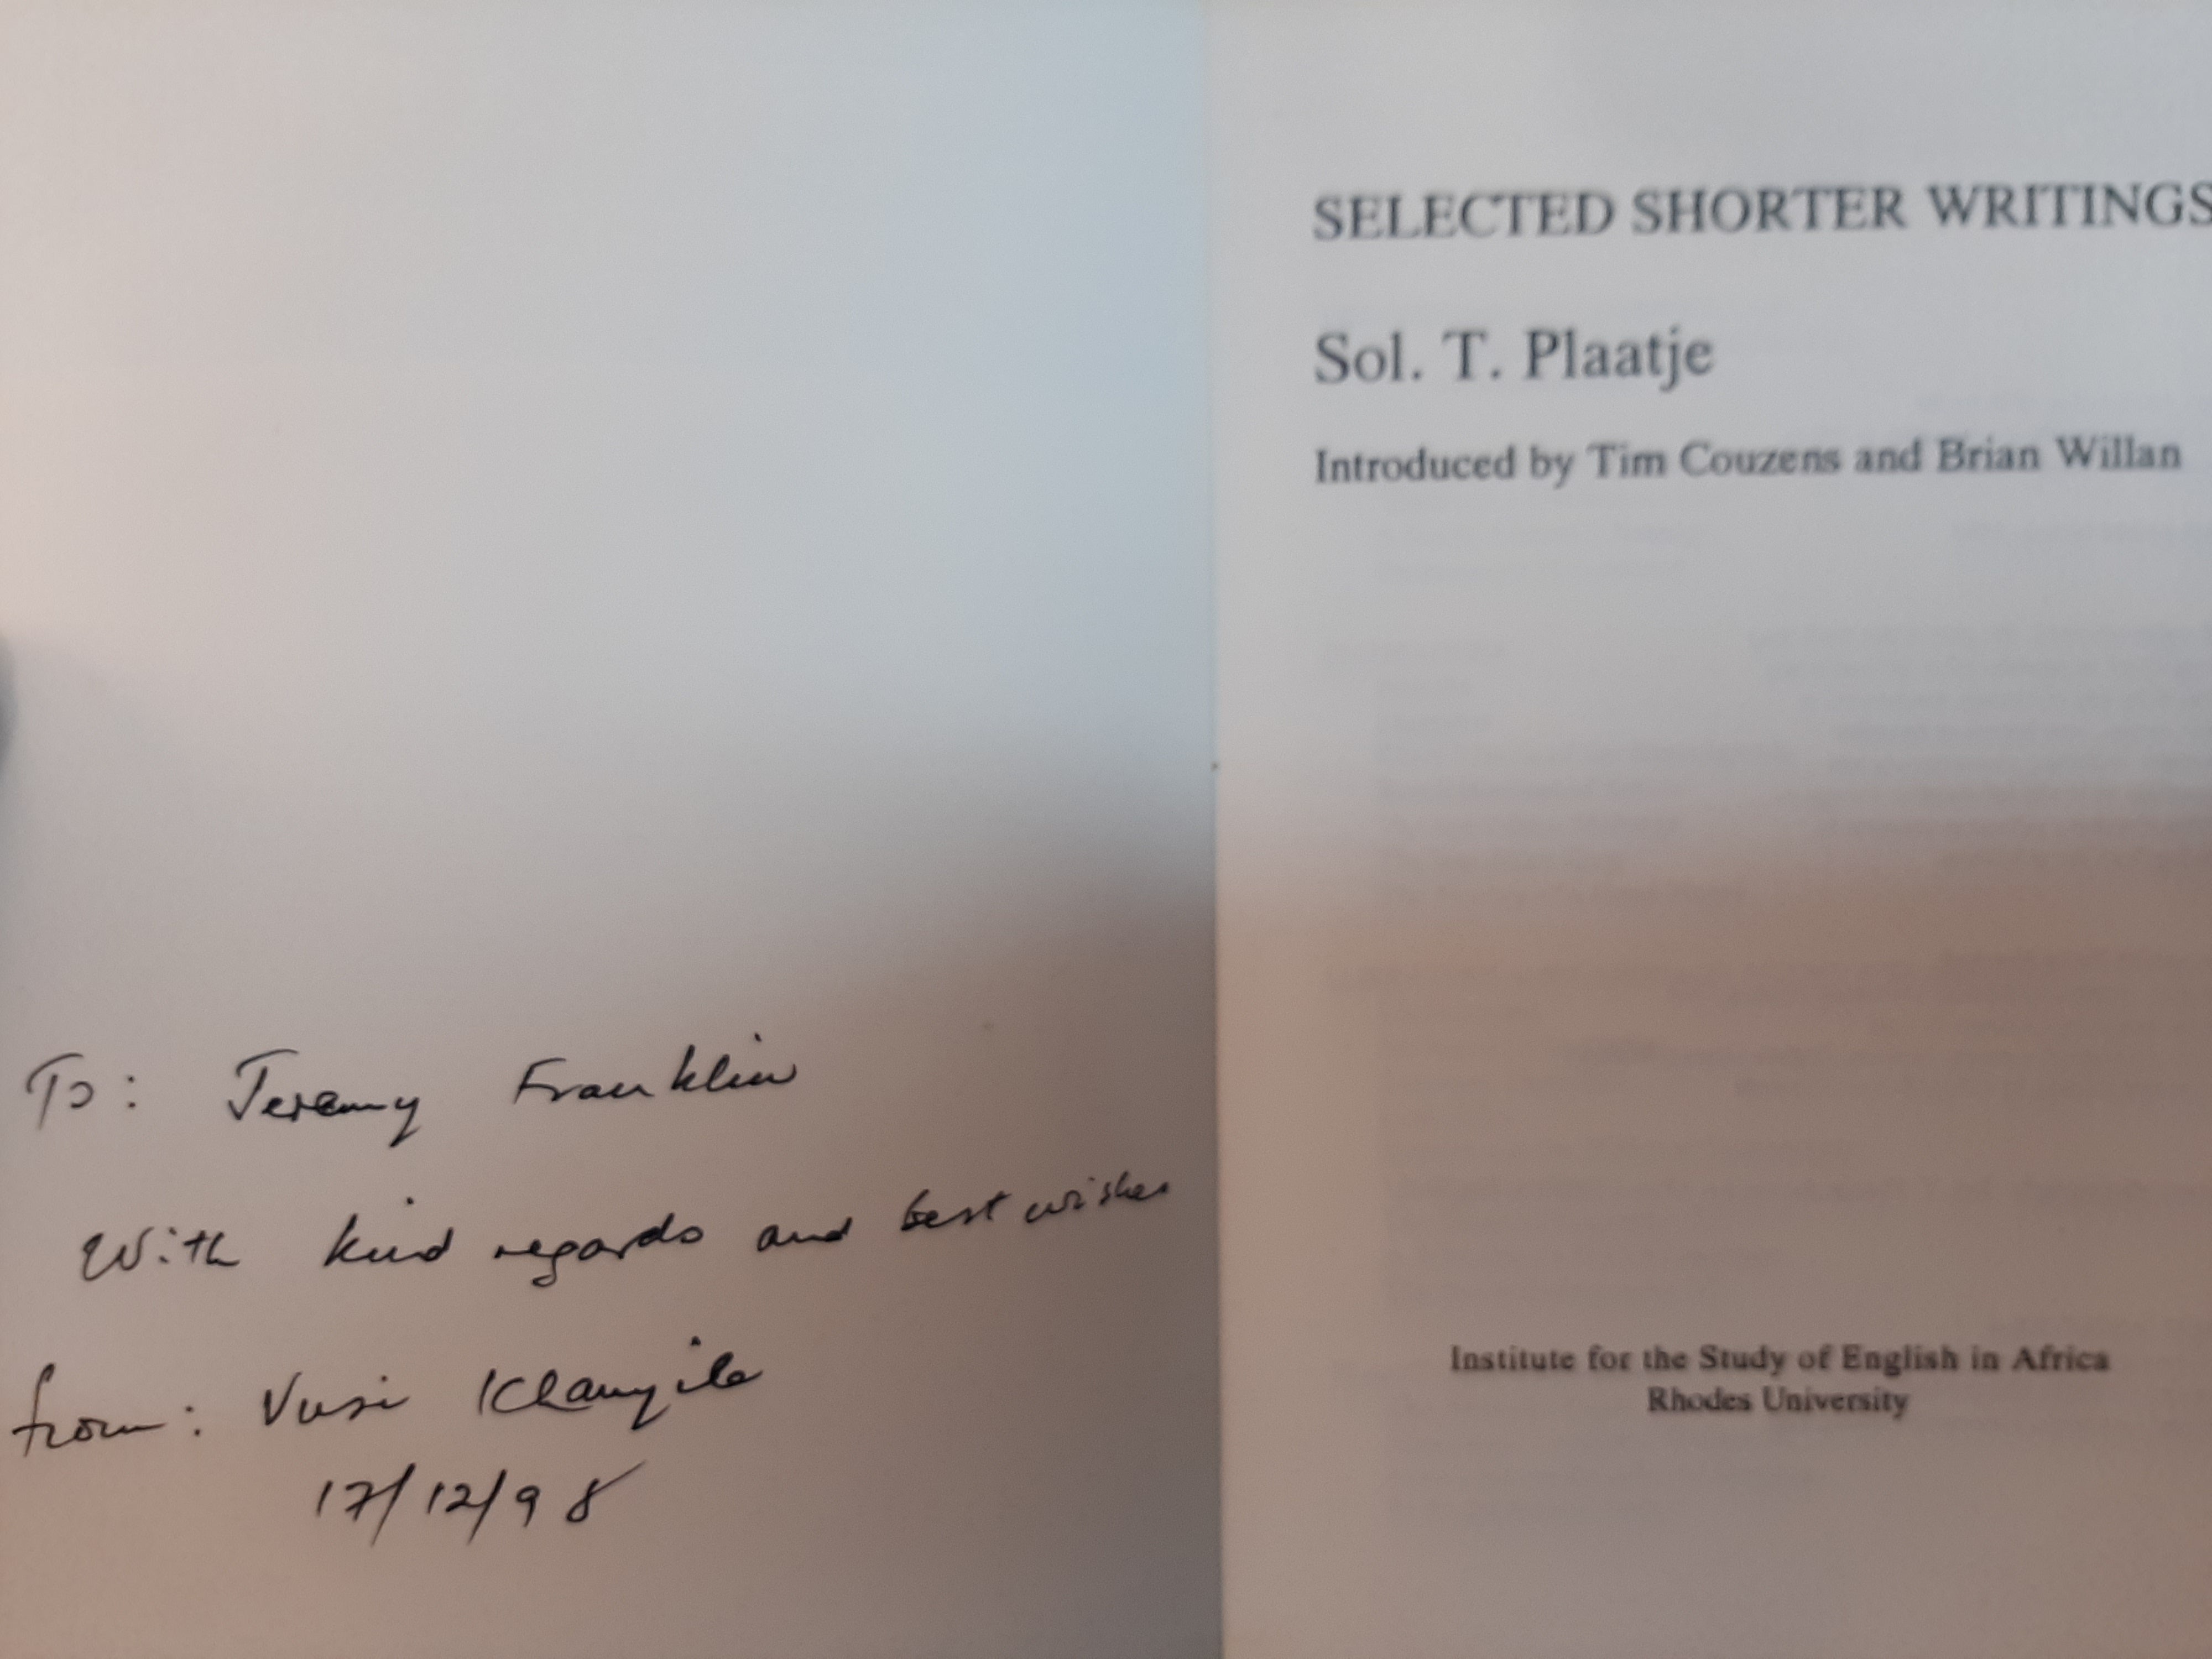 To: Jeremy Franklin
With kind regards and best wishes
from: Vusi Khanyile
17/12/98
SELECTED SHORTER WRITINGS
Sol. T. Plaatje
Introduced by Tim Couzens and Brian Willan
Institute for the Study of English in Africa
Rhodes University